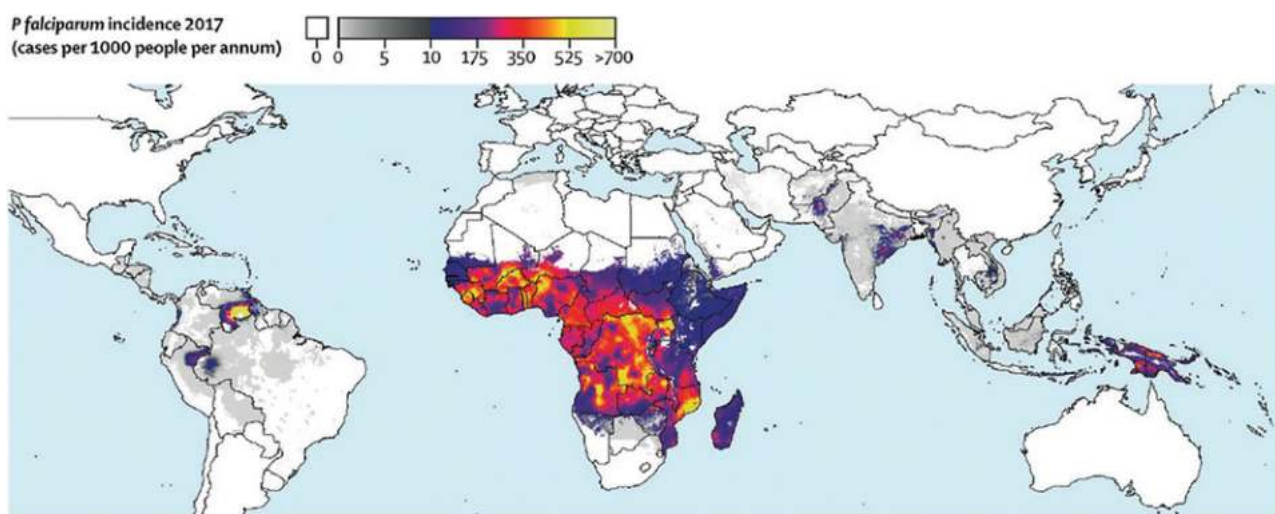 P falciparum incidence 2017
(cases per 1000 people per annum)
0 0 5 10 175 350 525 >700